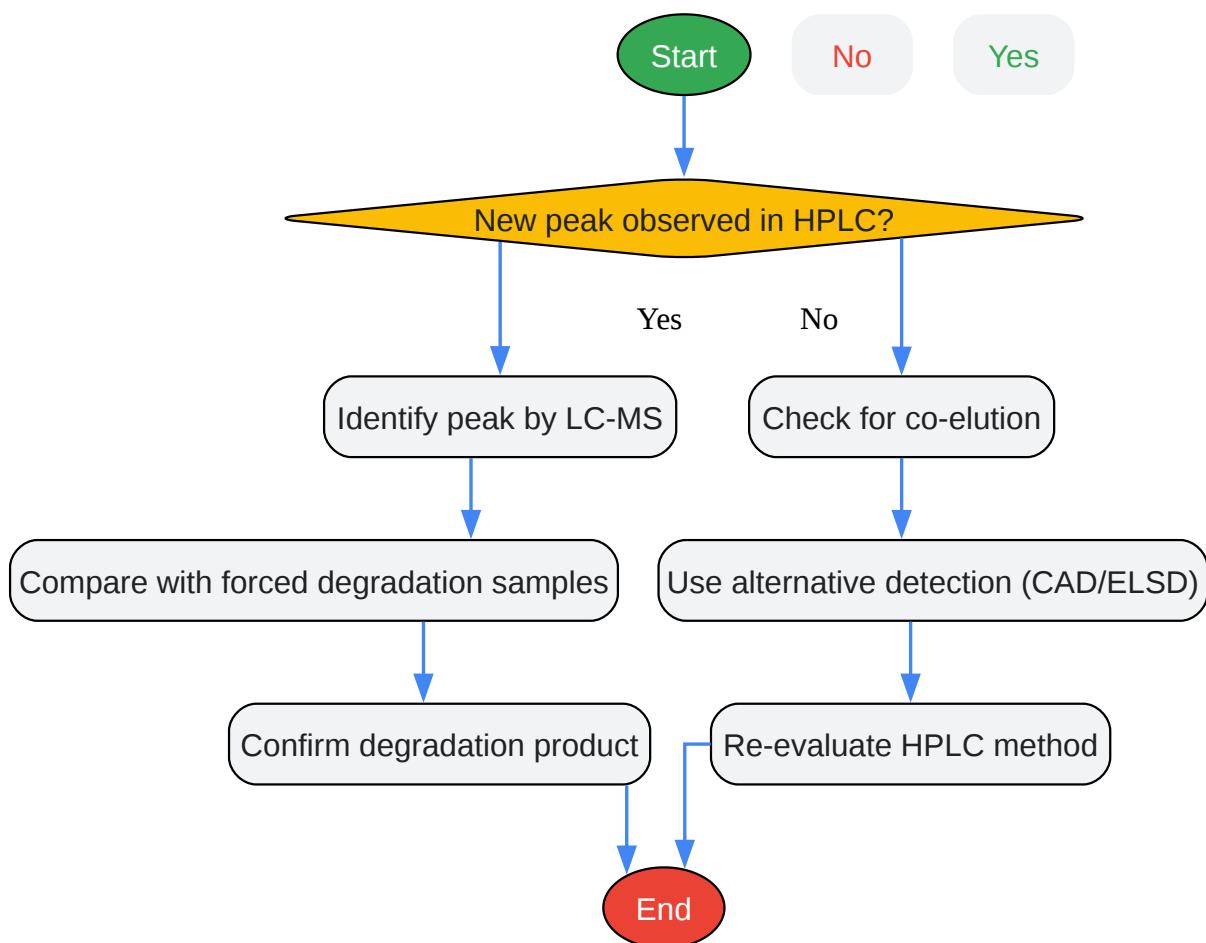 Start
No
Yes
New peak observed in HPLC?
Yes
No
Identify peak by LC-MS
Check for co-elution
Compare with forced degradation samples
Use alternative detection (CAD/ELSD)
Confirm degradation product
Re-evaluate HPLC method
End